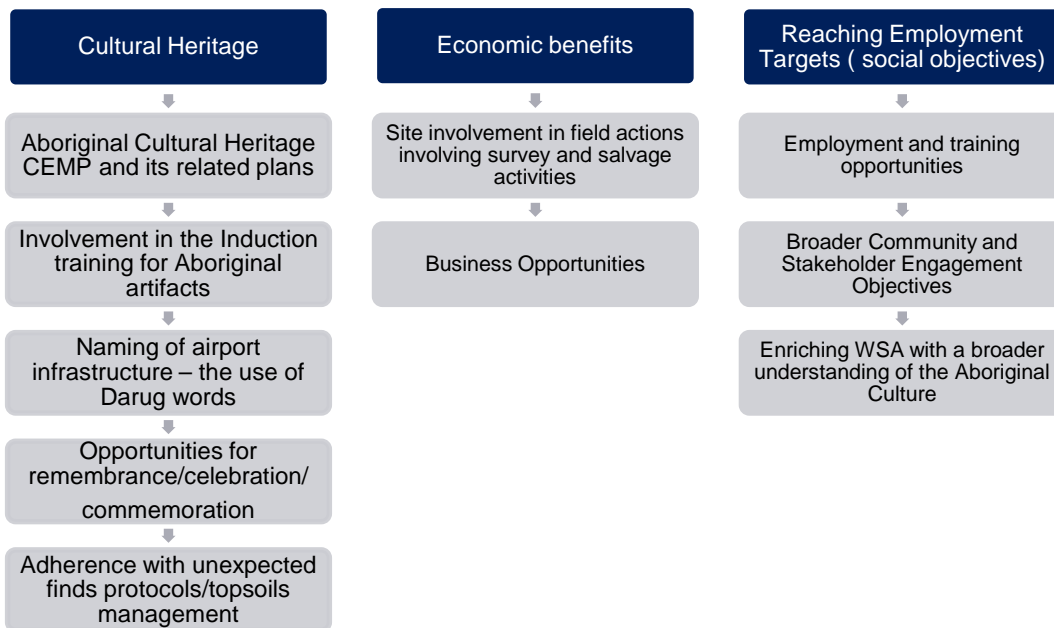 Cultural Heritage
Aboriginal Cultural Heritage
CEMP and its related plans
Involvement in the Induction
training for Aboriginal
artifacts
Naming of airport
infrastructure – the use of
Darug words
Opportunities for
remembrance/celebration/
commemoration
Adherence with unexpected
finds protocols/topsoils
management
Economic benefits
Site involvement in field actions
involving survey and salvage
activities
Business Opportunities
Reaching Employment
Targets ( social objectives)
Employment and training
opportunities
Broader Community and
Stakeholder Engagement
Objectives
Enriching WSA with a broader
understanding of the Aboriginal
Culture